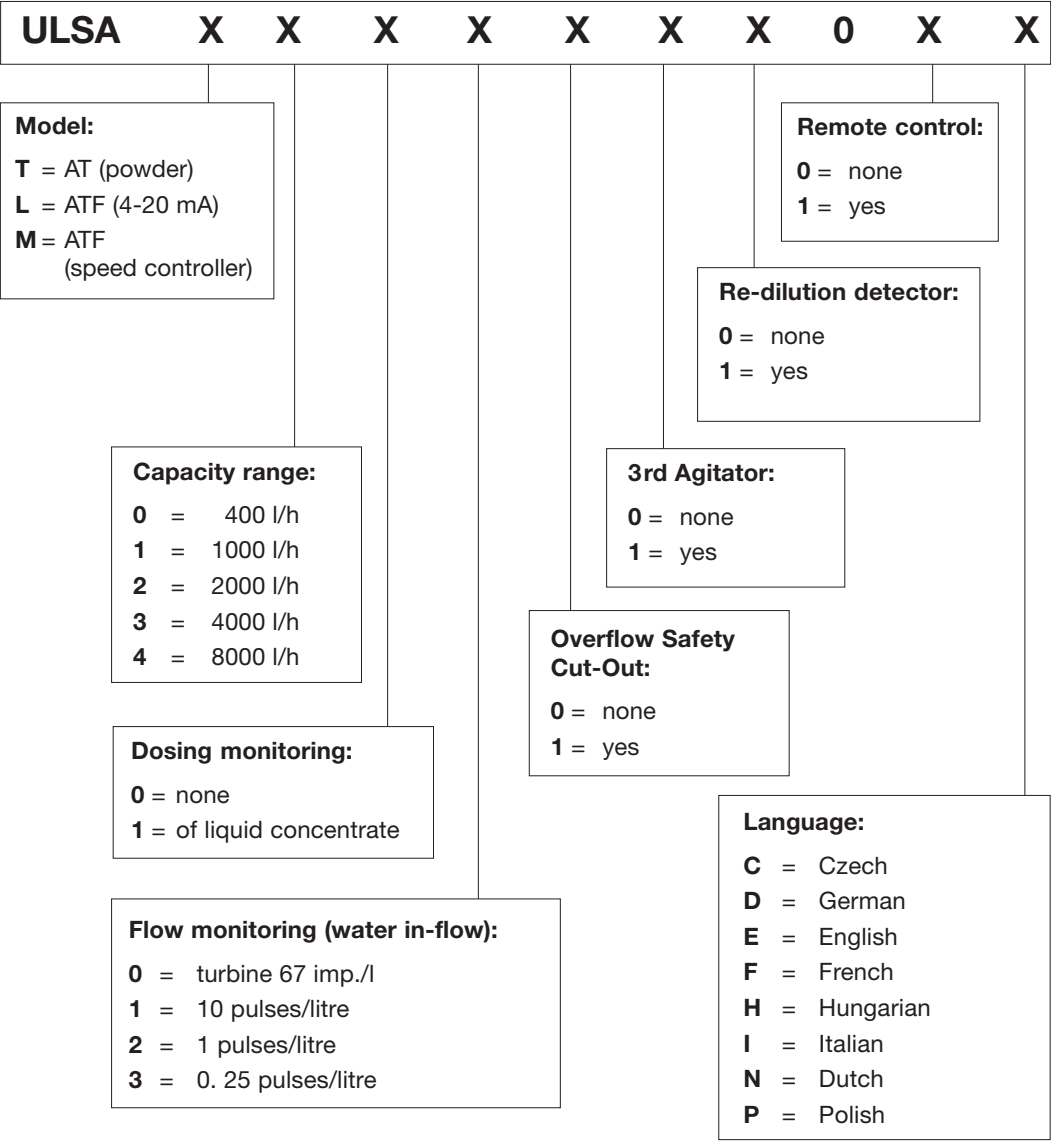 ULSA X X X X X X X 0 X X
Model:
T = AT (powder)
L = ATF (4-20 mA)
M = ATF
(speed controller)
Remote control:
0 = none
1 = yes
Re-dilution detector:
0 = none
1 = yes
Capacity range:
0 = 400 l/h
1 = 1000 l/h
2 = 2000 l/h
3 = 4000 l/h
4 = 8000 l/h
3rd Agitator:
0 = none
1 = yes
Overflow Safety
Cut-Out:
0 = none
1 = yes
Dosing monitoring:
0 = none
1 = of liquid concentrate
Flow monitoring (water in-flow):
0 = turbine 67 imp./l
1 = 10 pulses/litre
2 = 1 pulses/litre
3 = 0. 25 pulses/litre
Language:
C = Czech
D = German
E = English
F = French
H = Hungarian
I = Italian
N = Dutch
P = Polish